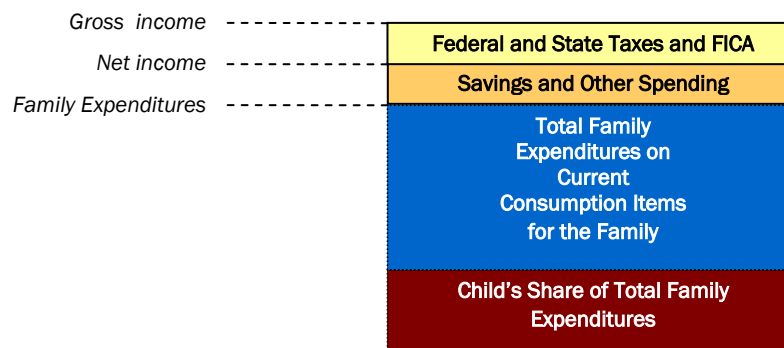 Gross income
Federal and State Taxes and FICA
Net income
Savings and Other Spending
Family Expenditures
Total Family
Expenditures on
Current
Consumption Items
for the Family
Child's Share of Total Family
Expenditures